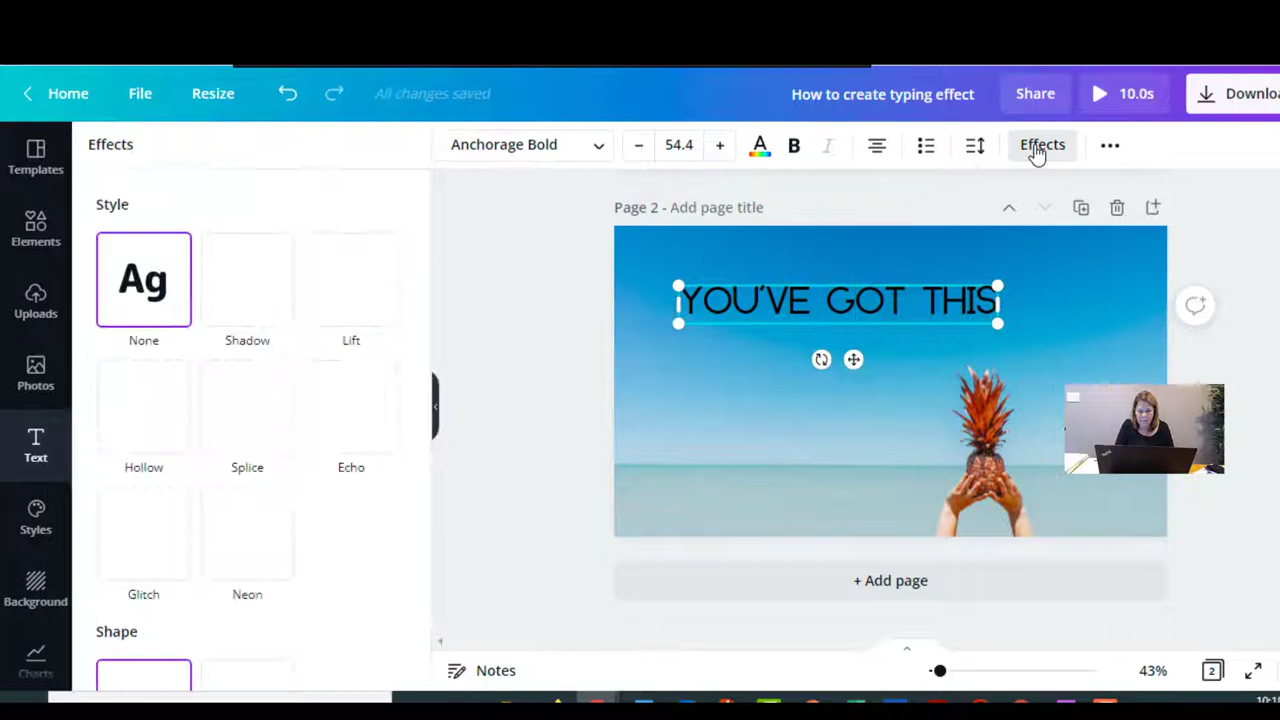 Home
File
Resize
All changes saved
How to create typing effect
Share
10.0s
Templates
Elements
Uploads
Photos
Text
Styles
Background
Charts
Effects
Style
Ag
None
Shadow
Lift
Hollow
Splice
Echo
Glitch
Neon
Shape
Anchorage Bold
54.4
A
B
I
Effects
Page 2 - Add page title
YOU'VE GOT THIS
+ Add page
Notes
43%
2